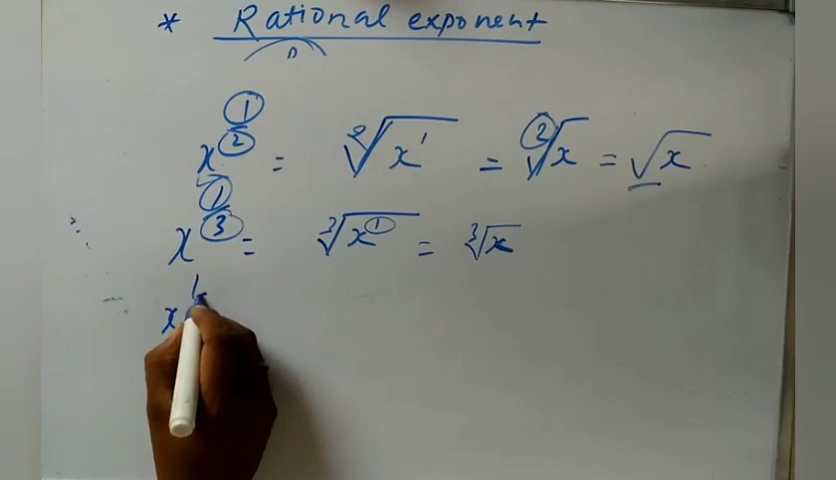 * Rational exponent
n
x^(1/2) = ²√x¹ = ²√x = √x
x^(1/3) = ³√x¹ = ³√x
x^1